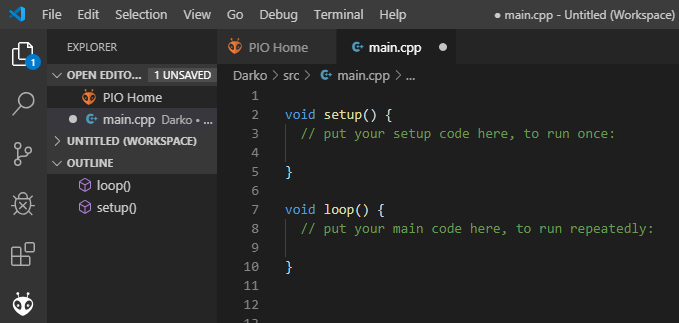 File Edit Selection View Go Debug Terminal Help ● main.cpp - Untitled (Workspace)
EXPLORER
OPEN EDITO... 1 UNSAVED
PIO Home
● main.cpp Darko • ...
UNTITLED (WORKSPACE)
OUTLINE
loop()
setup()
1
PIO Home
main.cpp ●
Darko > src > main.cpp > ...
1
2 void setup() {
3 // put your setup code here, to run once:
4
5 }
6
7 void loop() {
8 // put your main code here, to run repeatedly:
9
10 }
11
12
13